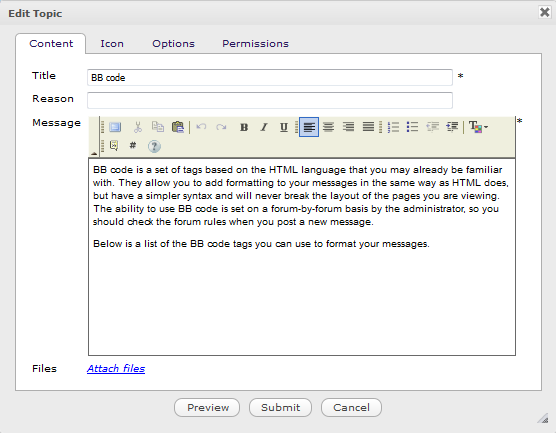 Edit Topic
Content Icon Options Permissions
Title BB code *
Reason
Message *
B I U
#
BB code is a set of tags based on the HTML language that you may already be familiar
with. They allow you to add formatting to your messages in the same way as HTML does,
but have a simpler syntax and will never break the layout of the pages you are viewing.
The ability to use BB code is set on a forum-by-forum basis by the administrator, so you
should check the forum rules when you post a new message.
Below is a list of the BB code tags you can use to format your messages.
Files Attach files
Preview Submit Cancel